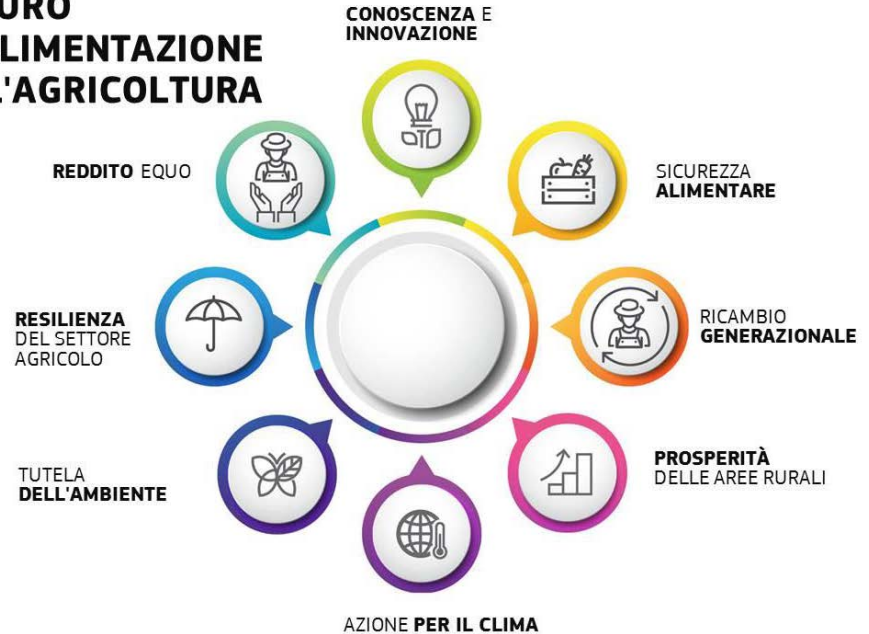 URO
LIMENTAZIONE
L'AGRICOLTURA
CONOSCENZA E
INNOVAZIONE
REDDITO EQUO
SICUREZZA
ALIMENTARE
RESILIENZA
DEL SETTORE
AGRICOLO
RICAMBIO
GENERAZIONALE
TUTELA
DELL'AMBIENTE
PROSPERITÀ
DELLE AREE RURALI
AZIONE PER IL CLIMA